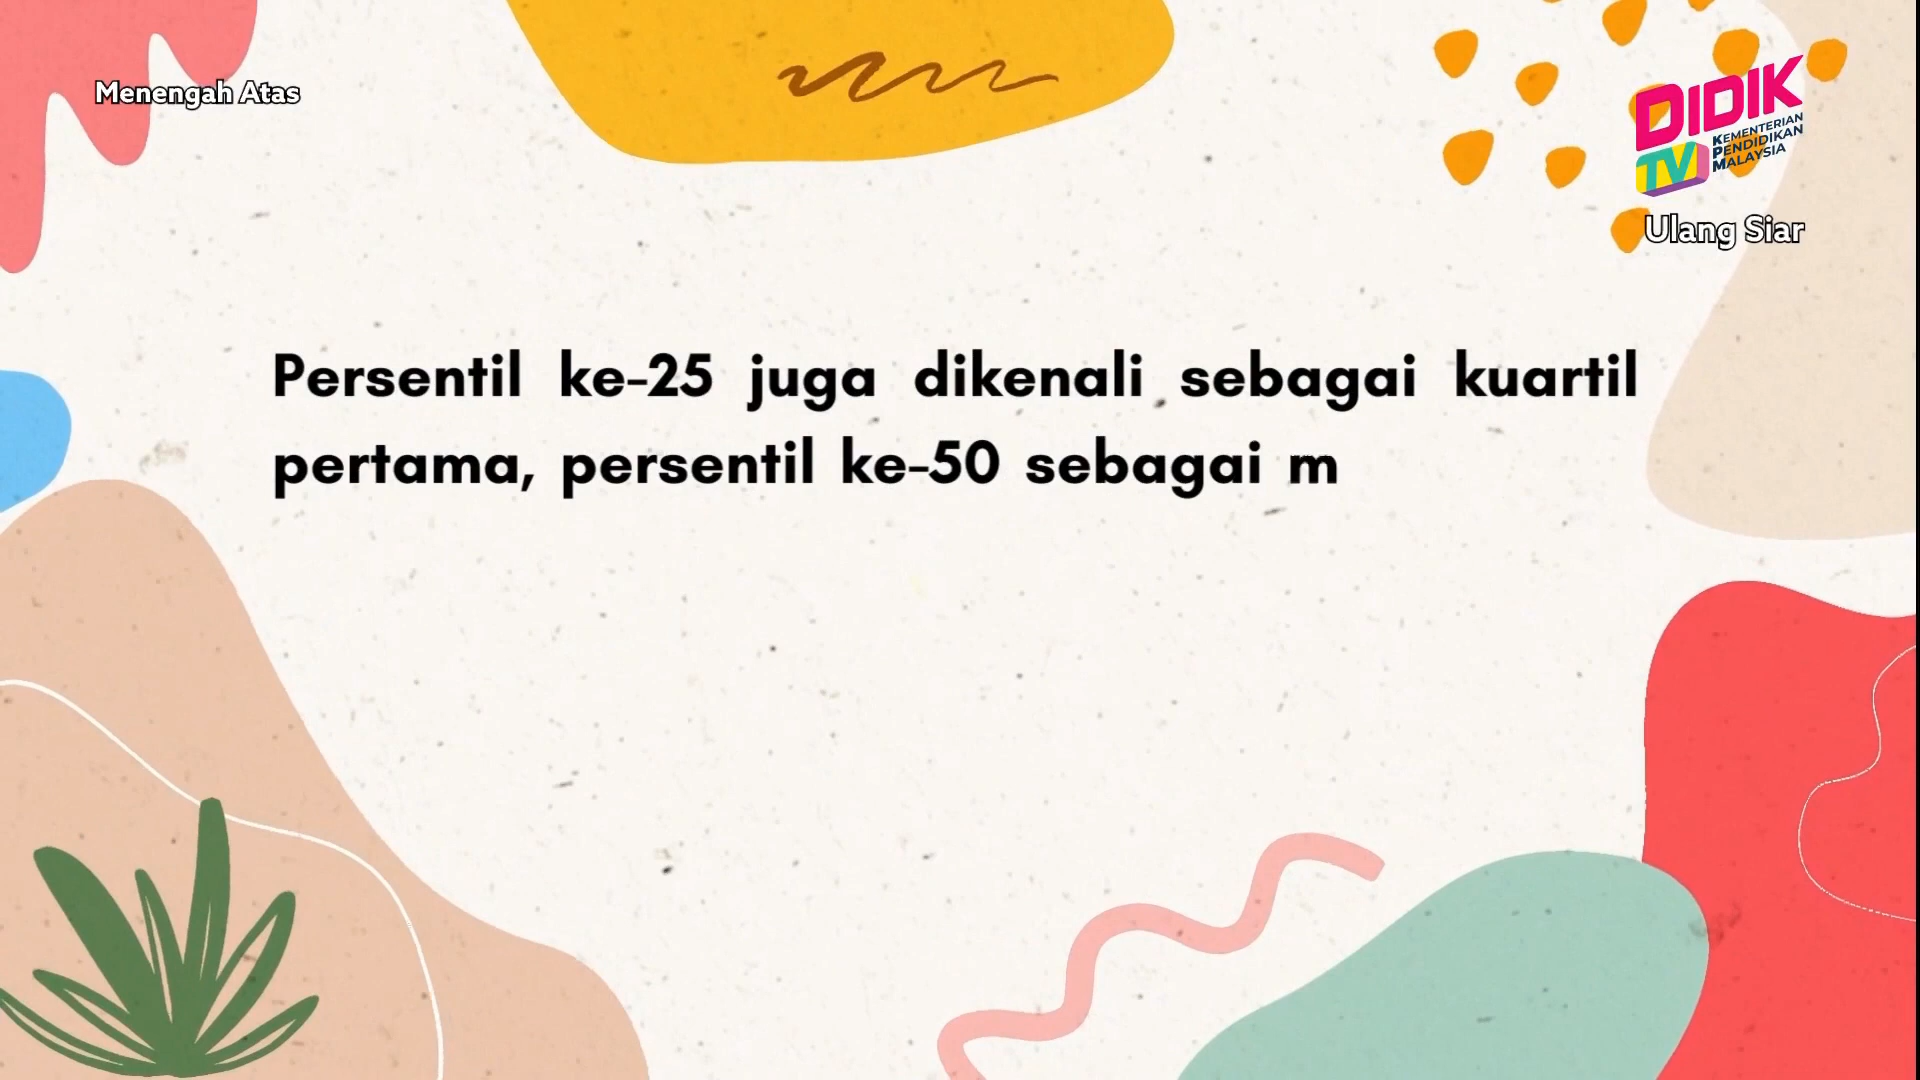 Menengah Atas
DIDIK
TV
KEMENTERIAN
PENDIDIKAN
MALAYSIA
Ulang Siar
Persentil ke-25 juga dikenali sebagai kuartil
pertama, persentil ke-50 sebagai m